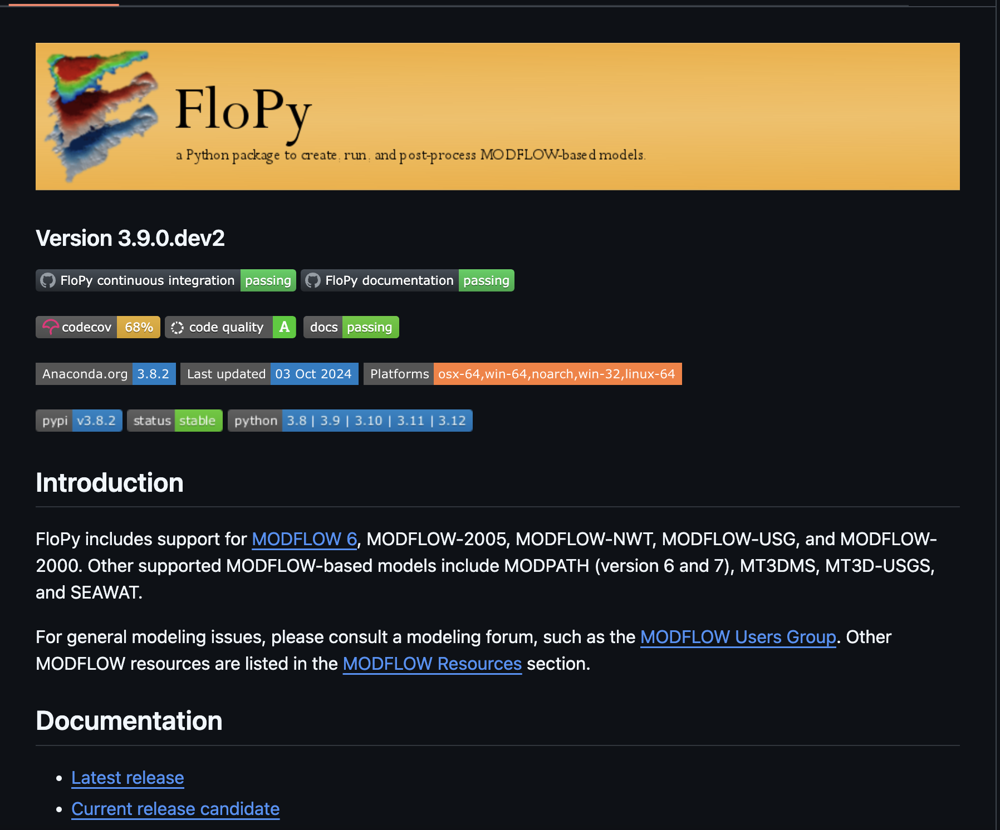 FloPy
a Python package to create, run, and post-process MODFLOW-based models.
Version 3.9.0.dev2
FloPy continuous integration passing FloPy documentation passing
codecov 68% code quality A docs passing
Anaconda.org 3.8.2 Last updated 03 Oct 2024 Platforms osx-64,win-64,noarch,win-32,linux-64
pypi v3.8.2 status stable python 3.8 | 3.9 | 3.10 | 3.11 | 3.12
Introduction
FloPy includes support for MODFLOW 6, MODFLOW-2005, MODFLOW-NWT, MODFLOW-USG, and MODFLOW-
2000. Other supported MODFLOW-based models include MODPATH (version 6 and 7), MT3DMS, MT3D-USGS,
and SEAWAT.
For general modeling issues, please consult a modeling forum, such as the MODFLOW Users Group. Other
MODFLOW resources are listed in the MODFLOW Resources section.
Documentation
• Latest release
• Current release candidate